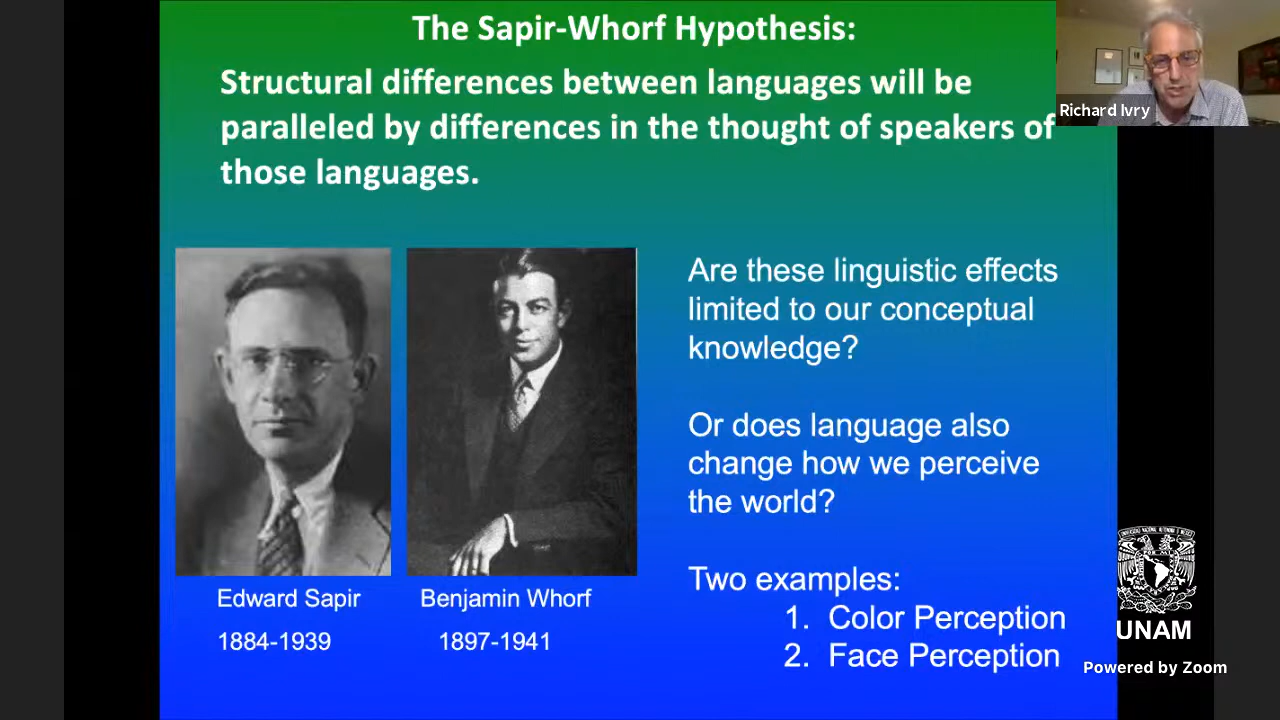 The Sapir-Whorf Hypothesis:
Structural differences between languages will be
paralleled by differences in the thought of speakers of
those languages.
Richard Ivry
Are these linguistic effects
limited to our conceptual
knowledge?
Or does language also
change how we perceive
the world?
Two examples:
1. Color Perception
2. Face Perception
Edward Sapir
1884-1939
Benjamin Whorf
1897-1941
UNAM
Powered by Zoom